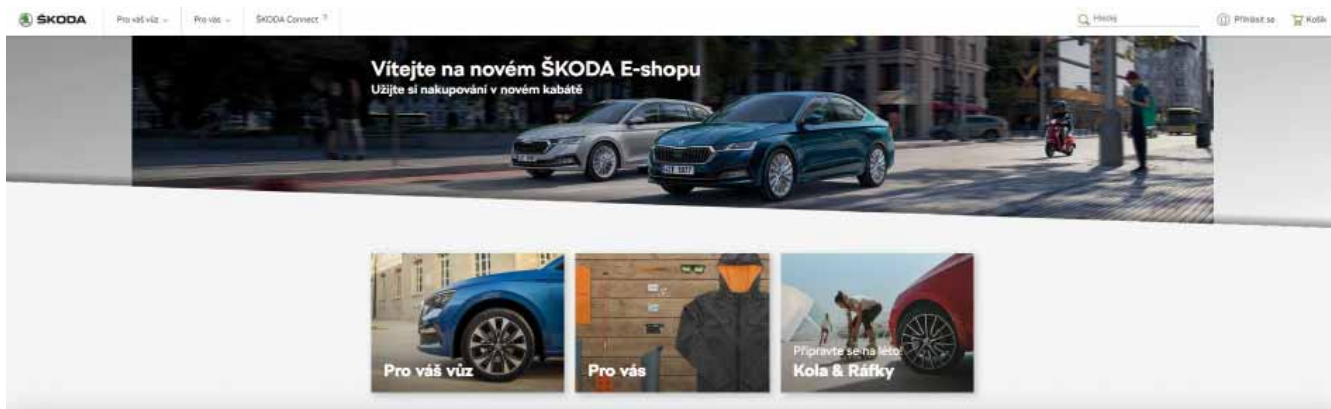 ŠKODA
Pro váš vůz
Pro vás
ŠKODA Connect
Hledej
Přihlásit se
Košík
Vítejte na novém ŠKODA E-shopu
Užijte si nakupování v novém kabátě
Pro váš vůz
Pro vás
Připravte se na léto!
Kola & Ráfky